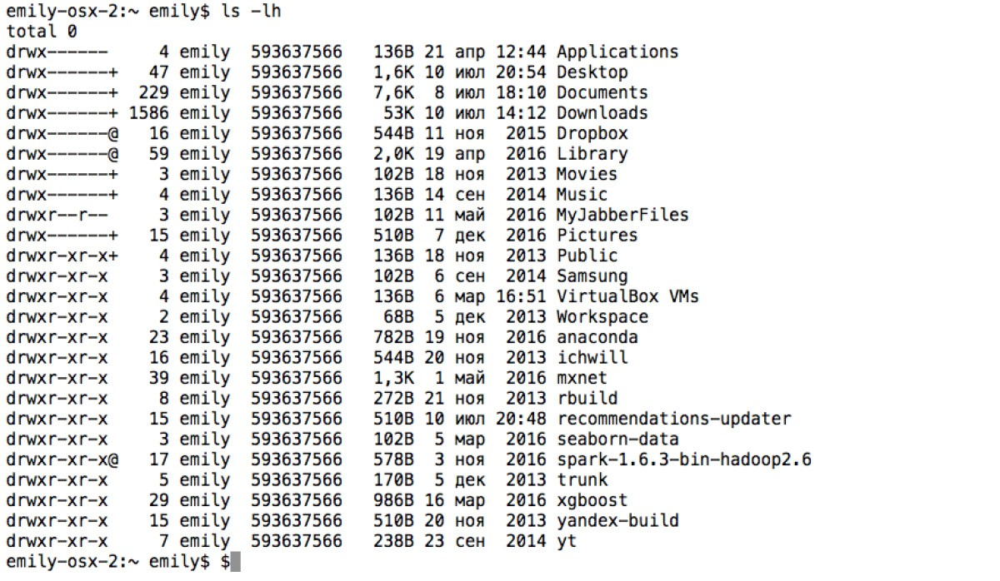 emily-osx-2:~ emily$ ls -lh
total 0
drwx------     4 emily  593637566   136B 21 апр 12:44 Applications
drwx------+   47 emily  593637566   1,6K 10 июл 20:54 Desktop
drwx------+  229 emily  593637566   7,6K  8 июл 18:10 Documents
drwx------+ 1586 emily  593637566    53K 10 июл 14:12 Downloads
drwx------@   16 emily  593637566   544B 11 ноя  2015 Dropbox
drwx------@   59 emily  593637566   2,0K 19 апр  2016 Library
drwx------+    3 emily  593637566   102B 18 ноя  2013 Movies
drwx------+    4 emily  593637566   136B 14 сен  2014 Music
drwxr--r--     3 emily  593637566   102B 11 май  2016 MyJabberFiles
drwx------+   15 emily  593637566   510B  7 дек  2016 Pictures
drwxr-xr-x+    4 emily  593637566   136B 18 ноя  2013 Public
drwxr-xr-x     3 emily  593637566   102B  6 сен  2014 Samsung
drwxr-xr-x     4 emily  593637566   136B  6 мар 16:51 VirtualBox VMs
drwxr-xr-x     2 emily  593637566    68B  5 дек  2013 Workspace
drwxr-xr-x    23 emily  593637566   782B 19 ноя  2016 anaconda
drwxr-xr-x    16 emily  593637566   544B 20 ноя  2013 ichwill
drwxr-xr-x    39 emily  593637566   1,3K  1 май  2016 mxnet
drwxr-xr-x     8 emily  593637566   272B 21 ноя  2013 rbuild
drwxr-xr-x    15 emily  593637566   510B 10 июл 20:48 recommendations-updater
drwxr-xr-x     3 emily  593637566   102B  5 мар  2016 seaborn-data
drwxr-xr-x@   17 emily  593637566   578B  3 ноя  2016 spark-1.6.3-bin-hadoop2.6
drwxr-xr-x     5 emily  593637566   170B  5 дек  2013 trunk
drwxr-xr-x    29 emily  593637566   986B 16 мар  2016 xgboost
drwxr-xr-x    15 emily  593637566   510B 20 ноя  2013 yandex-build
drwxr-xr-x     7 emily  593637566   238B 23 сен  2014 yt
emily-osx-2:~ emily$ $